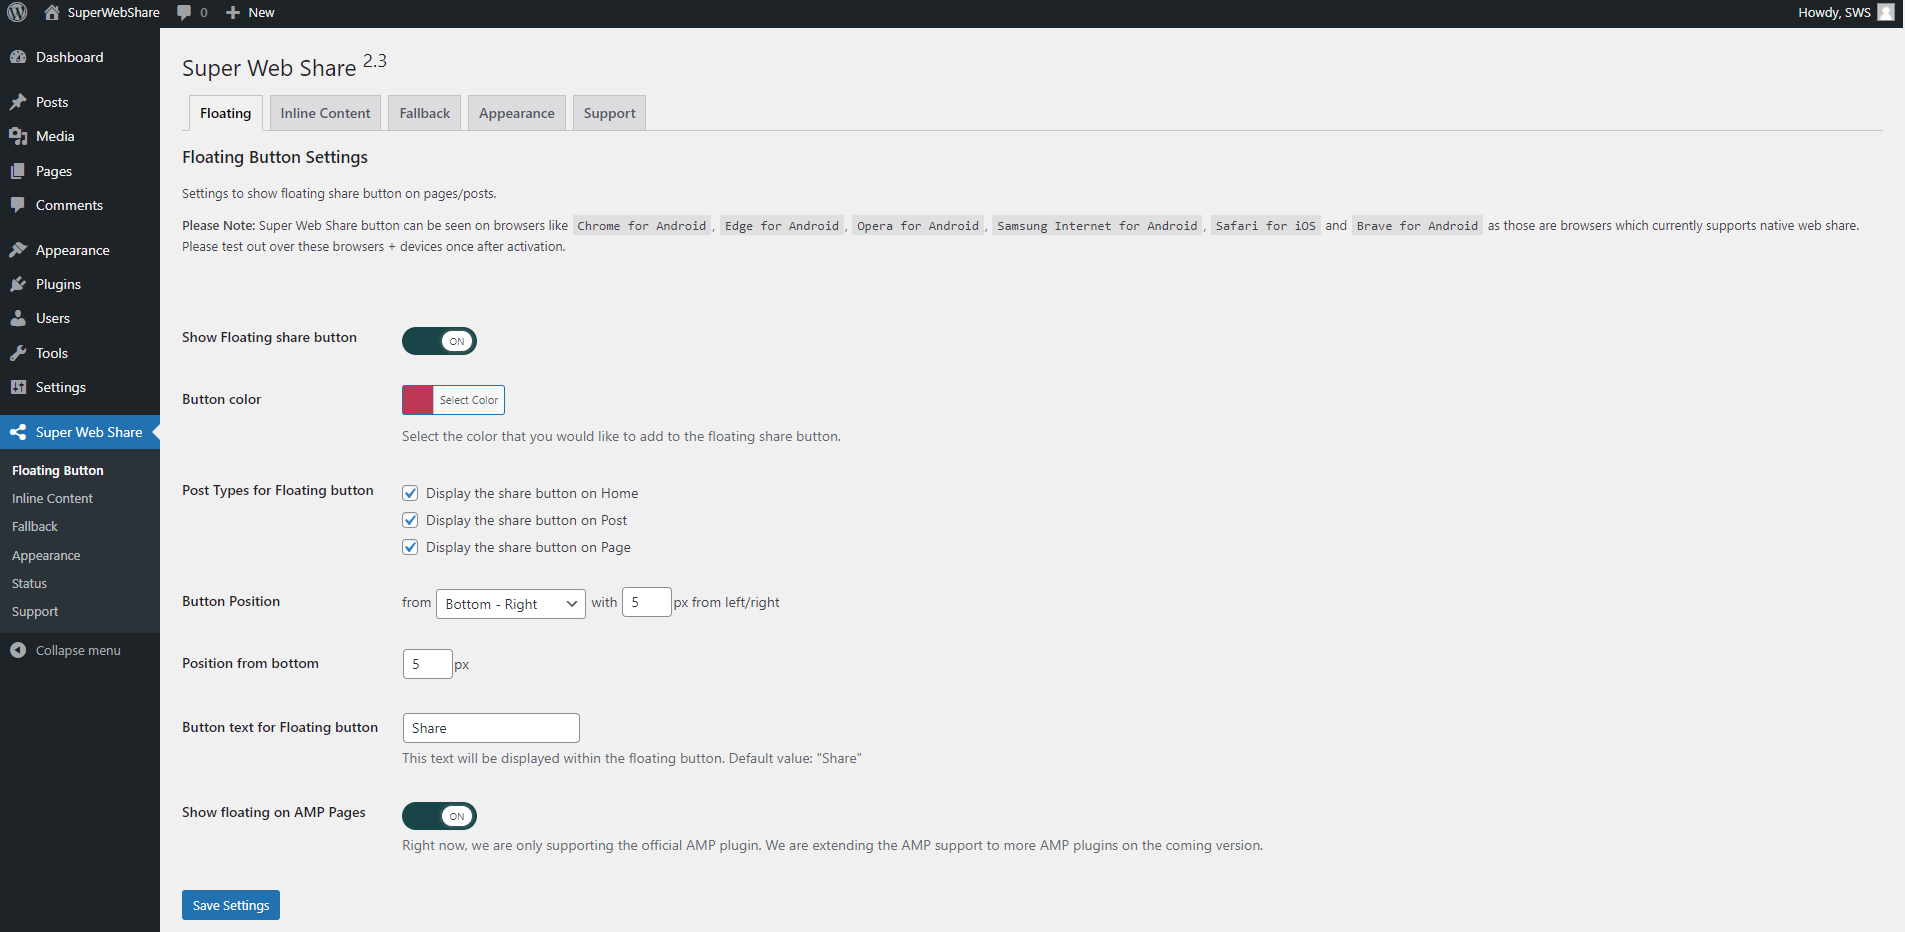 SuperWebShare 0 New Howdy, SWS
Dashboard
Posts
Media
Pages
Comments
Appearance
Plugins
Users
Tools
Settings
Super Web Share
Floating Button
Inline Content
Fallback
Appearance
Status
Support
Collapse menu
Super Web Share 2.3
Floating Inline Content Fallback Appearance Support
Floating Button Settings
Settings to show floating share button on pages/posts.
Please Note: Super Web Share button can be seen on browsers like Chrome for Android, Edge for Android, Opera for Android, Samsung Internet for Android, Safari for iOS and Brave for Android as those are browsers which currently supports native web share.
Please test out over these browsers + devices once after activation.
Show Floating share button ON
Button color Select Color
Select the color that you would like to add to the floating share button.
Post Types for Floating button Display the share button on Home
Display the share button on Post
Display the share button on Page
Button Position from Bottom - Right with 5 px from left/right
Position from bottom 5 px
Button text for Floating button Share
This text will be displayed within the floating button. Default value: "Share"
Show floating on AMP Pages ON
Right now, we are only supporting the official AMP plugin. We are extending the AMP support to more AMP plugins on the coming version.
Save Settings